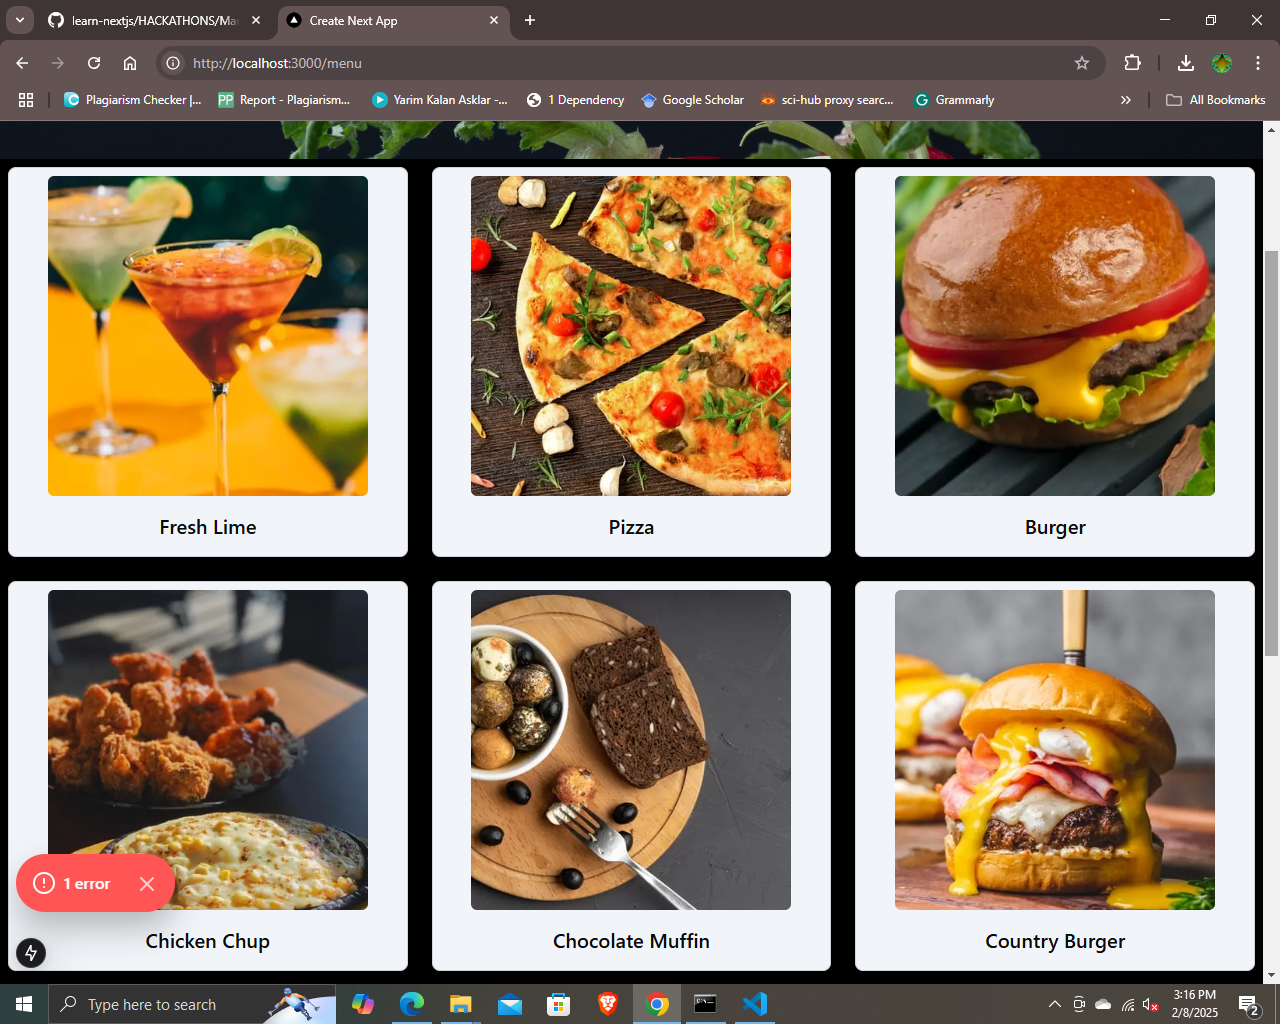 learn-nextjs/HACKATHONS/Ma
Create Next App
http://localhost:3000/menu
Plagiarism Checker |...
PP
Report - Plagiarism...
Yarim Kalan Asklar -...
1 Dependency
Google Scholar
sci-hub proxy searc...
Grammarly
All Bookmarks
Fresh Lime
Pizza
Burger
1 error
Chicken Chup
Chocolate Muffin
Country Burger
Type here to search
3:16 PM
2/8/2025
2